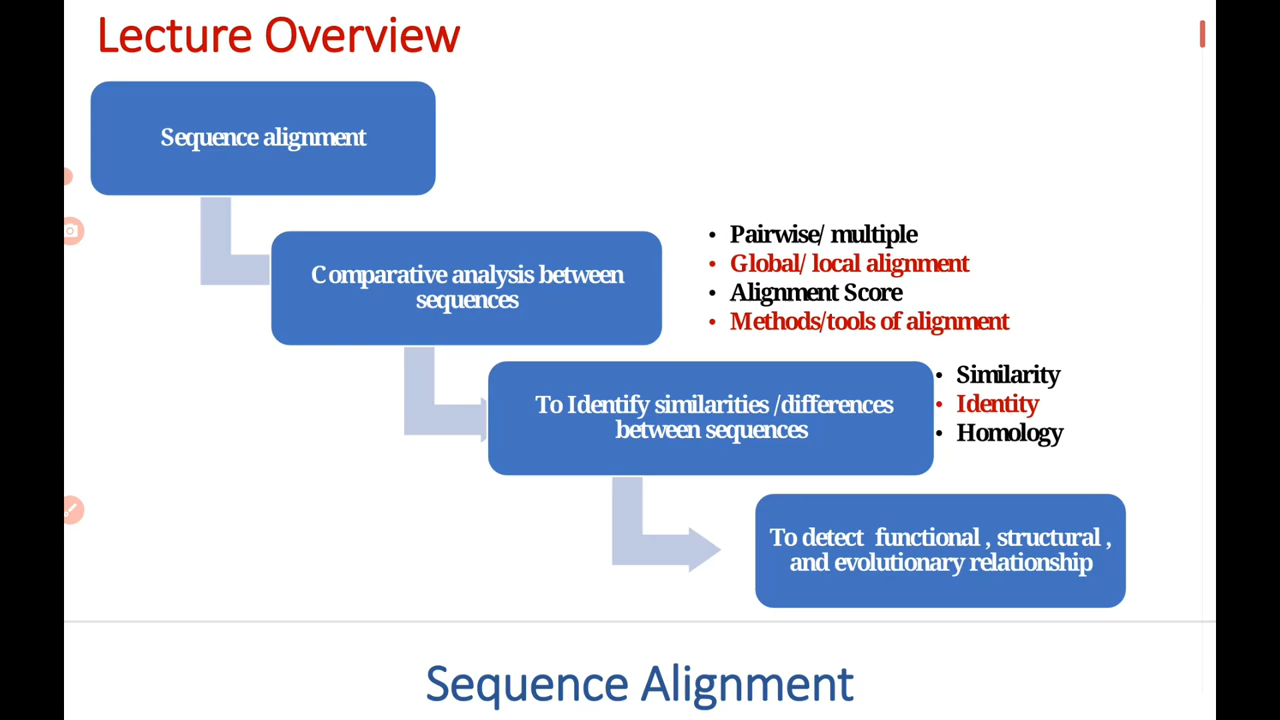 Lecture Overview
Sequence alignment
Comparative analysis between
sequences
• Pairwise/ multiple
• Global/ local alignment
• Alignment Score
• Methods/tools of alignment
To Identify similarities /differences
between sequences
• Similarity
• Identity
• Homology
To detect functional , structural ,
and evolutionary relationship
Sequence Alignment